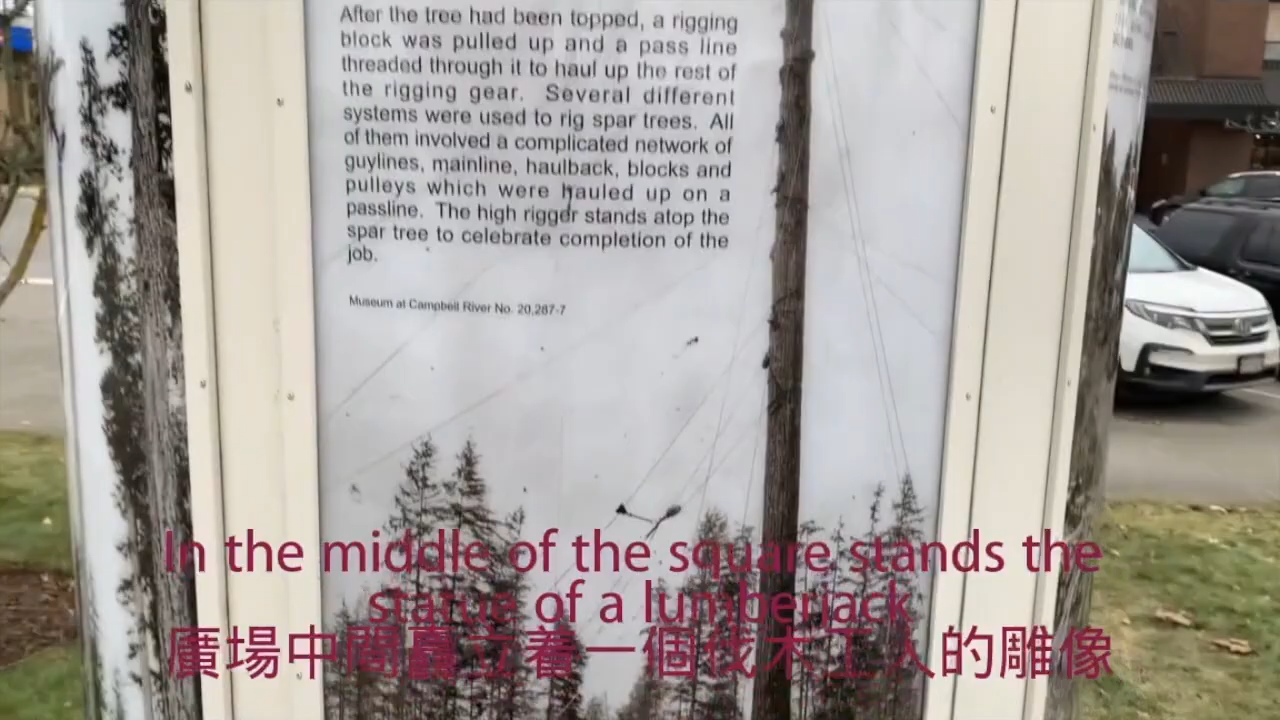 After the tree had been topped, a rigging
block was pulled up and a pass line
threaded through it to haul up the rest of
the rigging gear. Several different
systems were used to rig spar trees. All
of them involved a complicated network of
guylines, mainline, haulback, blocks and
pulleys which were hauled up on a
passline. The high rigger stands atop the
spar tree to celebrate completion of the
job.
Museum at Campbell River No. 20,287-7
In the middle of the square stands the
statue of a lumberjack
廣場中間矗立着一個伐木工人的雕像